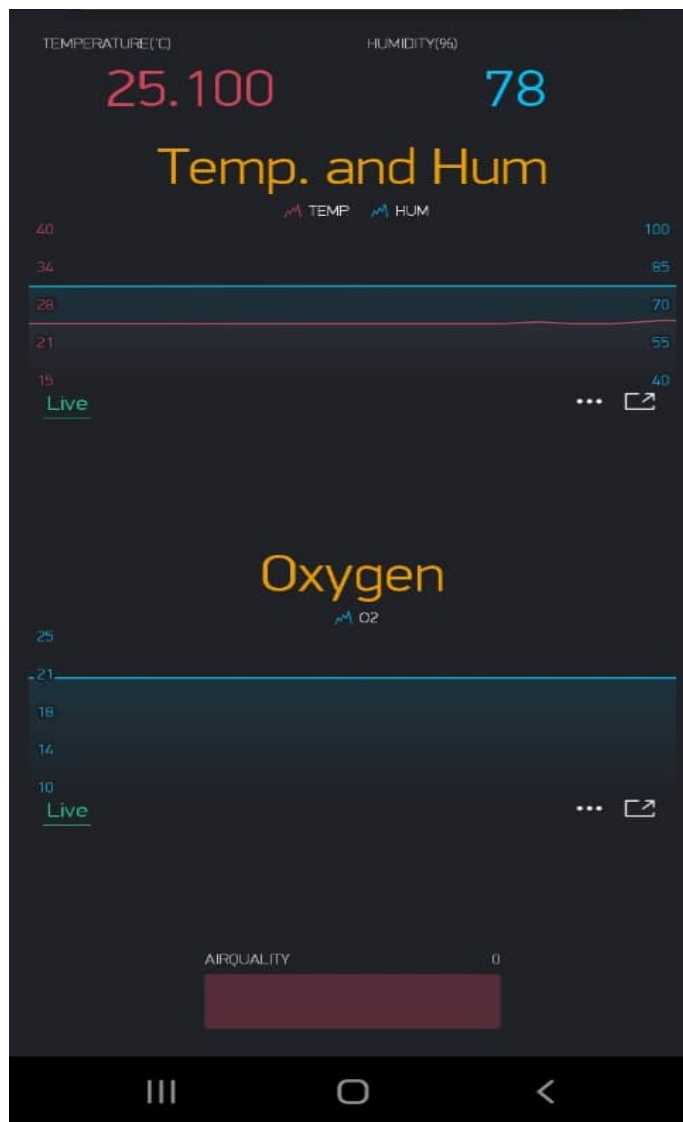 TEMPERATURE(°C) HUMIDITY(%)
25.100 78
Temp. and Hum
TEMP HUM
40 100
34 85
28 70
21 55
15 40
Live
Oxygen
O2
25
21
18
14
10
Live
AIRQUALITY 0